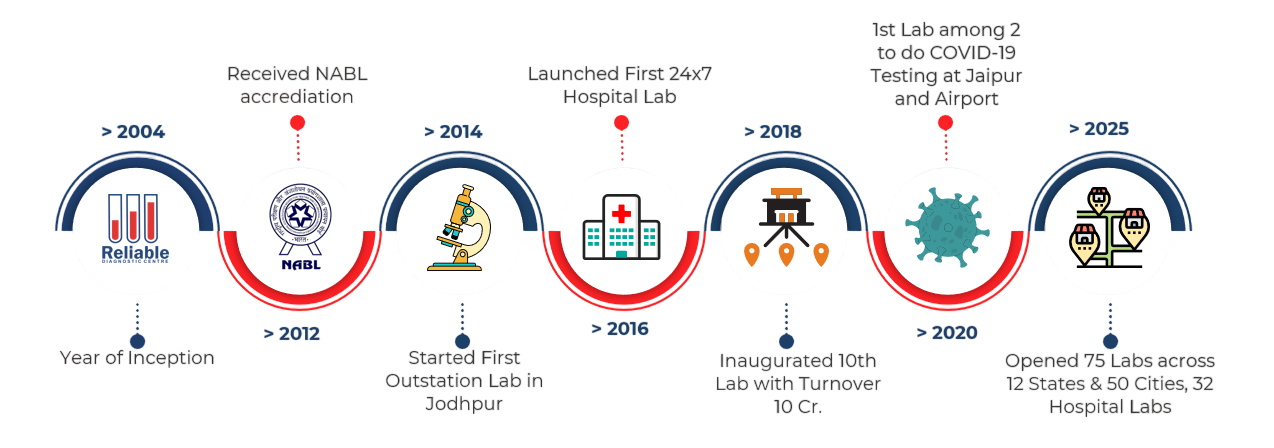 > 2004
Reliable
DIAGNOSTIC CENTRE
Year of Inception
Received NABL
accrediation
NABL
> 2012
> 2014
Started First
Outstation Lab in
Jodhpur
Launched First 24x7
Hospital Lab
> 2016
> 2018
Inaugurated 10th
Lab with Turnover
10 Cr.
1st Lab among 2
to do COVID-19
Testing at Jaipur
and Airport
> 2020
> 2025
Opened 75 Labs across
12 States & 50 Cities, 32
Hospital Labs